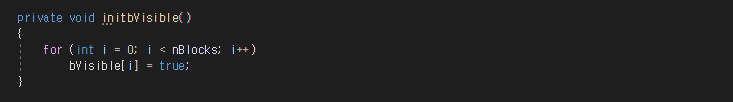 private void initbVisible()
{
for (int i = 0; i < nBlocks; i++)
bVisible[i] = true;
}